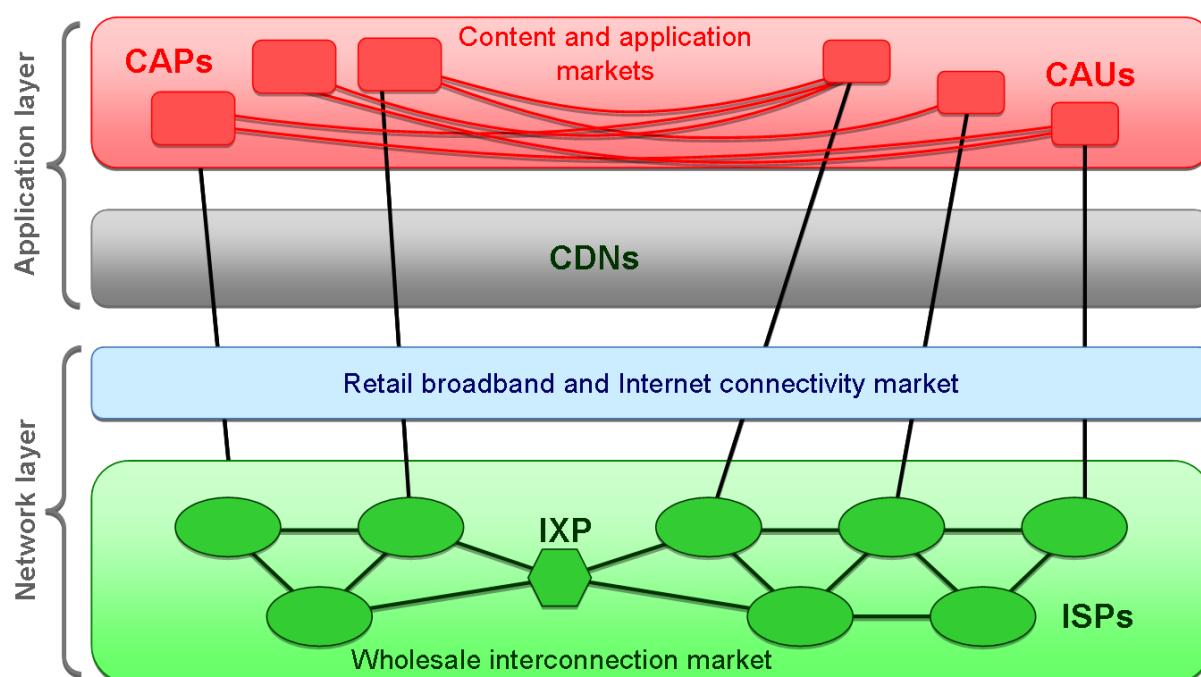 Application layer
CAPs
Content and application
markets
CAUs
CDNs
Network layer
Retail broadband and Internet connectivity market
IXP
ISPs
Wholesale interconnection market